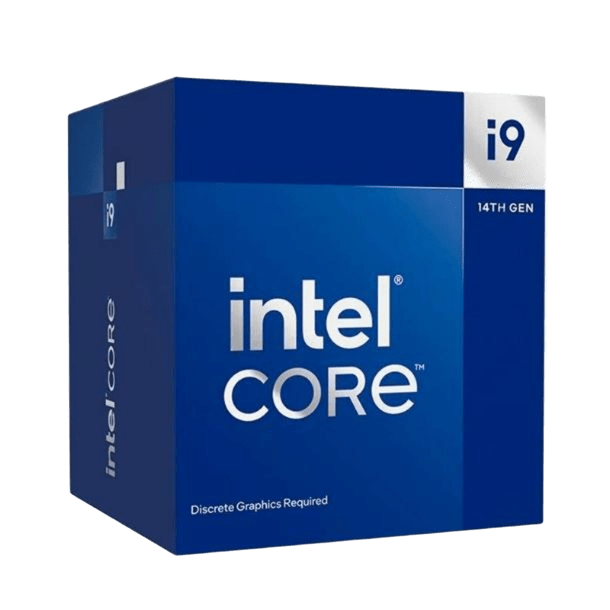 i9
14TH GEN
intel®
CORE™
Discrete Graphics Required
i9
intel CORE